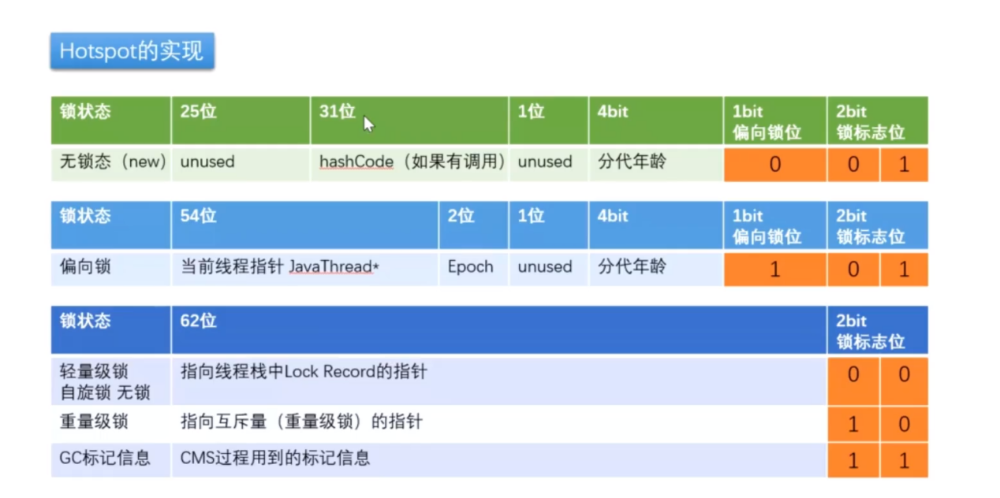 Hotspot的实现
锁状态 25位 31位 1位 4bit 1bit 2bit
偏向锁位 锁标志位
无锁态（new） unused hashCode（如果有调用） unused 分代年龄 0 0 1
锁状态 54位 2位 1位 4bit 1bit 2bit
偏向锁位 锁标志位
偏向锁 当前线程指针 JavaThread* Epoch unused 分代年龄 1 0 1
锁状态 62位 2bit
锁标志位
轻量级锁 指向线程栈中Lock Record的指针 0 0
自旋锁 无锁
重量级锁 指向互斥量（重量级锁）的指针 1 0
GC标记信息 CMS过程用到的标记信息 1 1